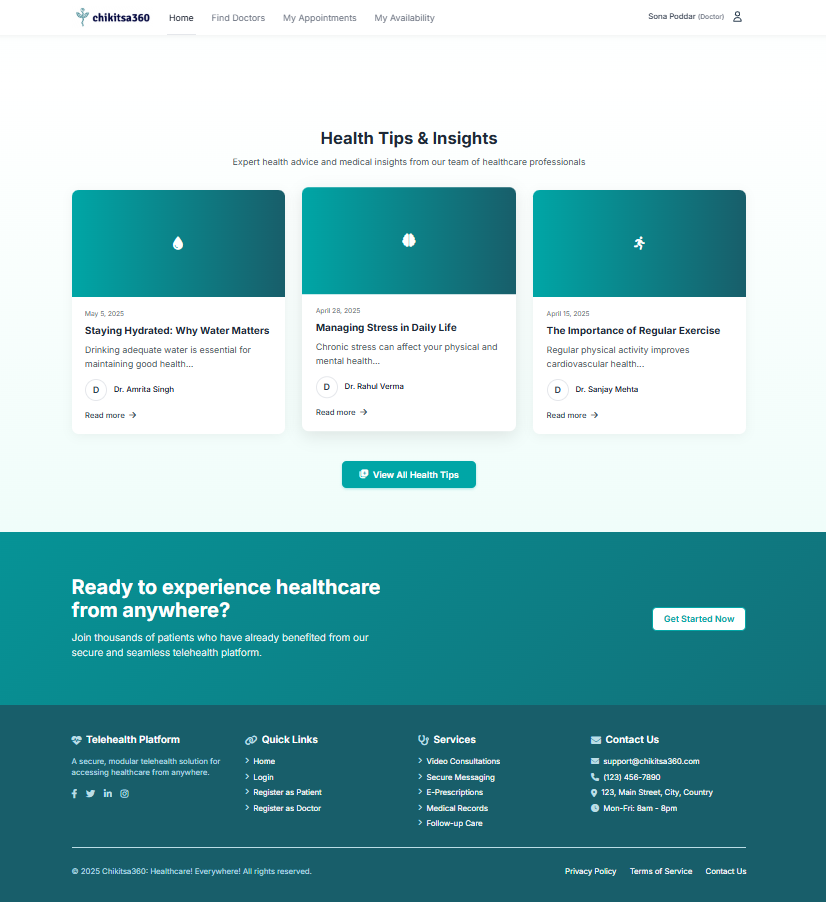 chikitsa360
Home
Find Doctors
My Appointments
My Availability
Sona Poddar (Doctor)
Health Tips & Insights
Expert health advice and medical insights from our team of healthcare professionals
May 5, 2025
Staying Hydrated: Why Water Matters
Drinking adequate water is essential for
maintaining good health...
D
Dr. Amrita Singh
Read more
April 28, 2025
Managing Stress in Daily Life
Chronic stress can affect your physical and
mental health...
D
Dr. Rahul Verma
Read more
April 15, 2025
The Importance of Regular Exercise
Regular physical activity improves
cardiovascular health...
D
Dr. Sanjay Mehta
Read more
View All Health Tips
Ready to experience healthcare
from anywhere?
Join thousands of patients who have already benefited from our
secure and seamless telehealth platform.
Get Started Now
Telehealth Platform
A secure, modular telehealth solution for
accessing healthcare from anywhere.
Quick Links
Home
Login
Register as Patient
Register as Doctor
Services
Video Consultations
Secure Messaging
E-Prescriptions
Medical Records
Follow-up Care
Contact Us
support@chikitsa360.com
(123) 456-7890
123, Main Street, City, Country
Mon-Fri: 8am - 8pm
© 2025 Chikitsa360: Healthcare! Everywhere! All rights reserved.
Privacy Policy
Terms of Service
Contact Us